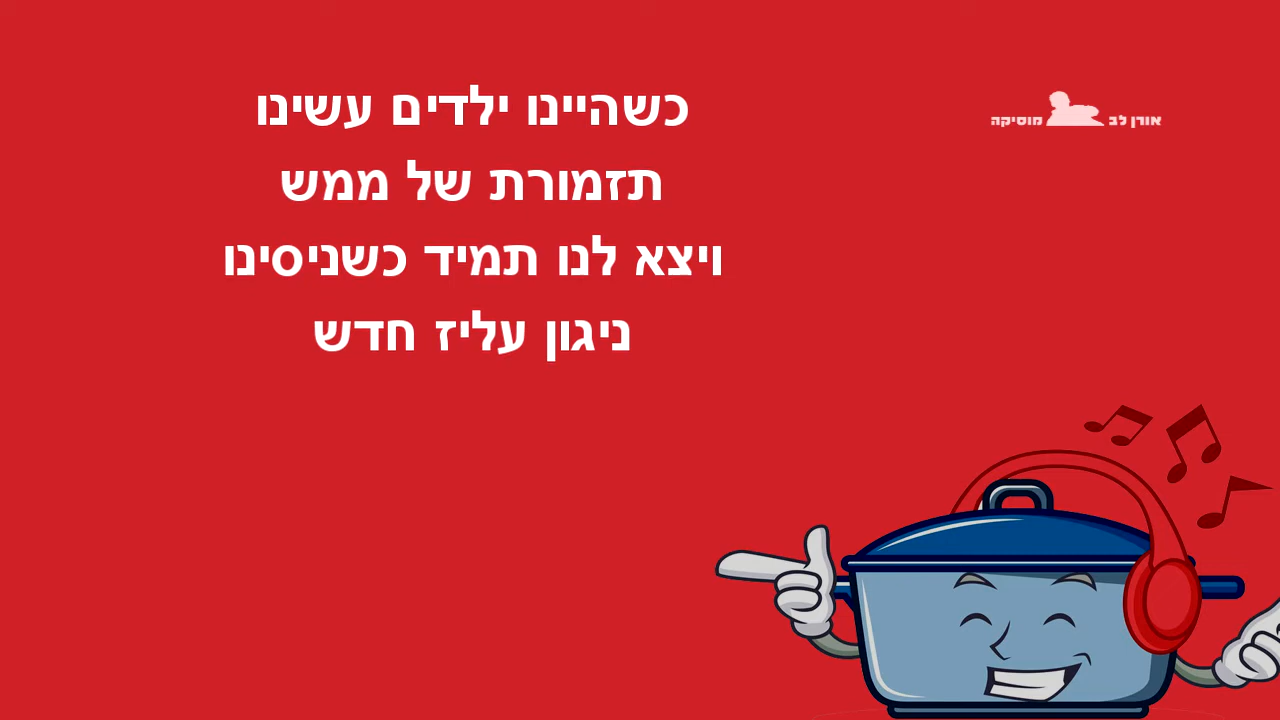 כשהיינו ילדים עשינו
תזמורת של ממש
ויצא לנו תמיד כשניסינו
ניגון עליז חדש
אורן לב מוסיקה